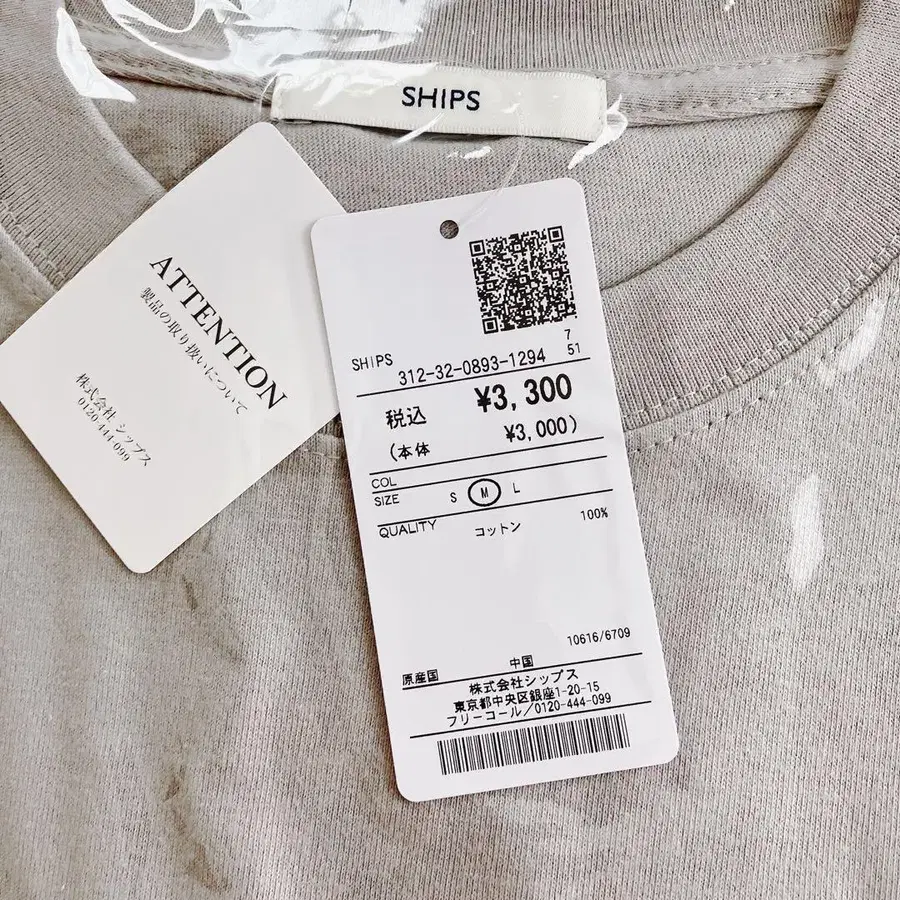 SHIPS
ATTENTION
製品の取り扱いについて
株式会社 シップス
0120-444-099
7
SHIPS 312-32-0893-1294 51
税込 ¥3,300
(本体 ¥3,000)
COL
SIZE S M L
QUALITY コットン 100%
10616/6709
原産国 中国
株式会社シップス
東京都中央区銀座1-20-15
フリーコール/0120-444-099